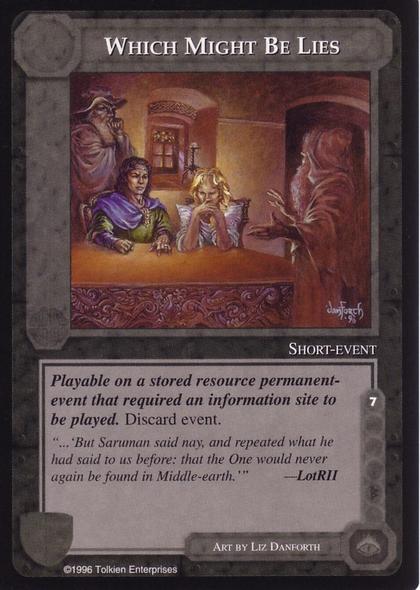 WHICH MIGHT BE LIES
danforth
.96
SHORT-EVENT
Playable on a stored resource permanent-
event that required an information site to
be played. Discard event.
7
“...‘But Saruman said nay, and repeated what he
had said to us before: that the One would never
again be found in Middle-earth.’” —LotRII
ART BY LIZ DANFORTH
©1996 Tolkien Enterprises